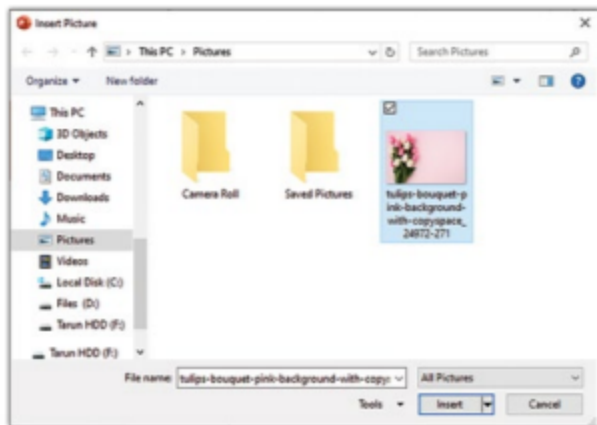 Insert Picture
This PC > Pictures
Search Pictures
Organize
New folder
This PC
3D Objects
Desktop
Documents
Downloads
Music
Pictures
Videos
Local Disk (C:)
Files (D:)
Tarun HDD (F:)
Tarun HDD (F:)
Camera Roll
Saved Pictures
tulips-bouquet-p
ink-background-
with-copyspace_
24972-271
File name: tulips-bouquet-pink-background-with-copy:
All Pictures
Tools
Insert
Cancel